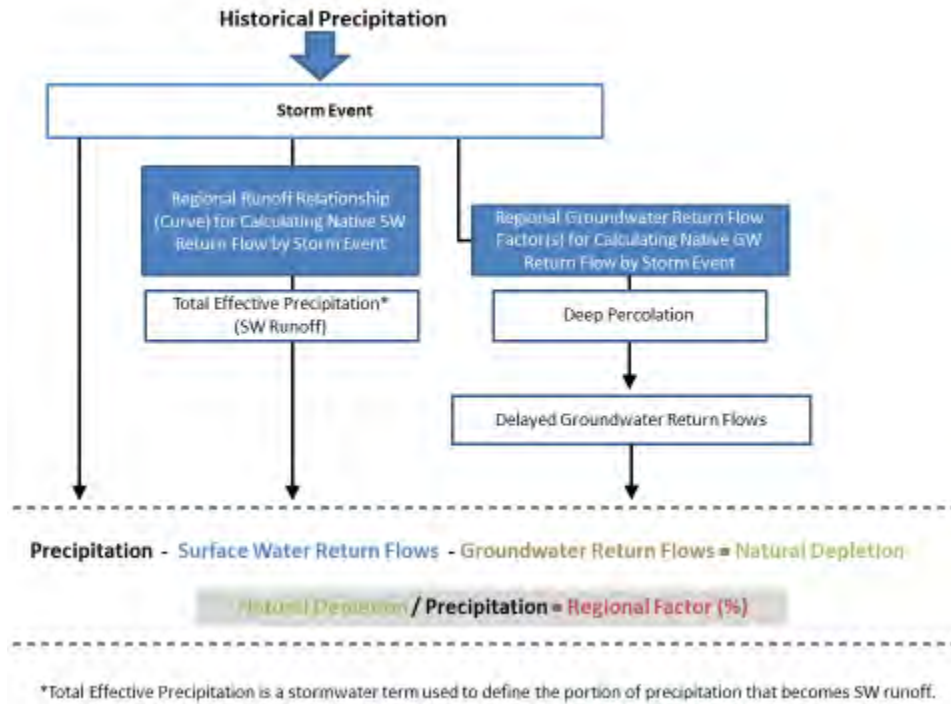 Historical Precipitation
Storm Event
Regional Runoff Relationship
(Curve) for Calculating Native SW
Return Flow by Storm Event
Regional Groundwater Return Flow
Factor(s) for Calculating Native GW
Return Flow by Storm Event
Total Effective Precipitation*
(SW Runoff)
Deep Percolation
Delayed Groundwater Return Flows
Precipitation - Surface Water Return Flows - Groundwater Return Flows = Natural Depletion
Natural Depletion / Precipitation = Regional Factor (%)
*Total Effective Precipitation is a stormwater term used to define the portion of precipitation that becomes SW runoff.